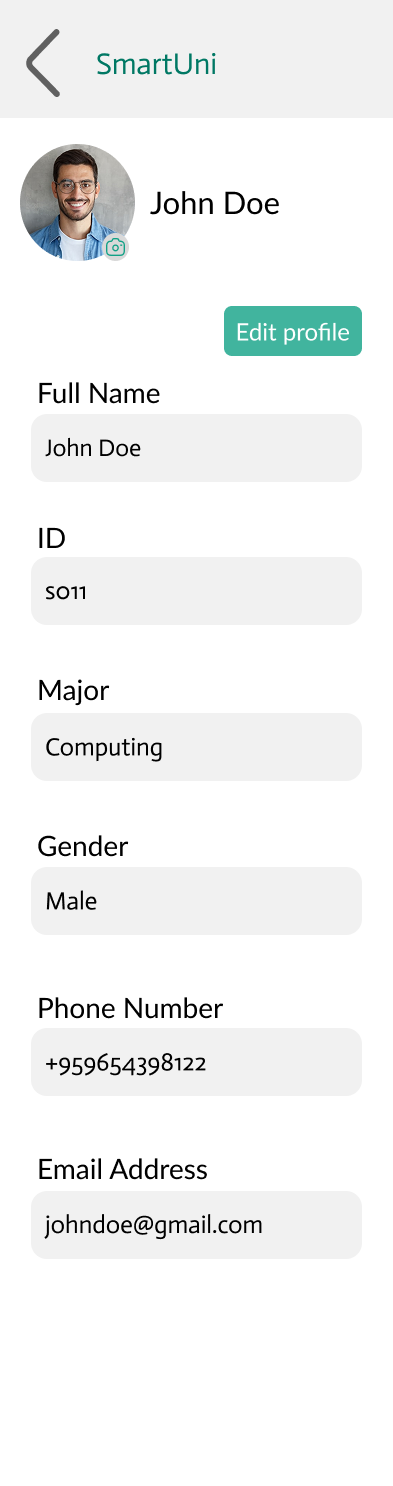 SmartUni
John Doe
Edit profile
Full Name
John Doe
ID
s011
Major
Computing
Gender
Male
Phone Number
+959654398122
Email Address
johndoe@gmail.com